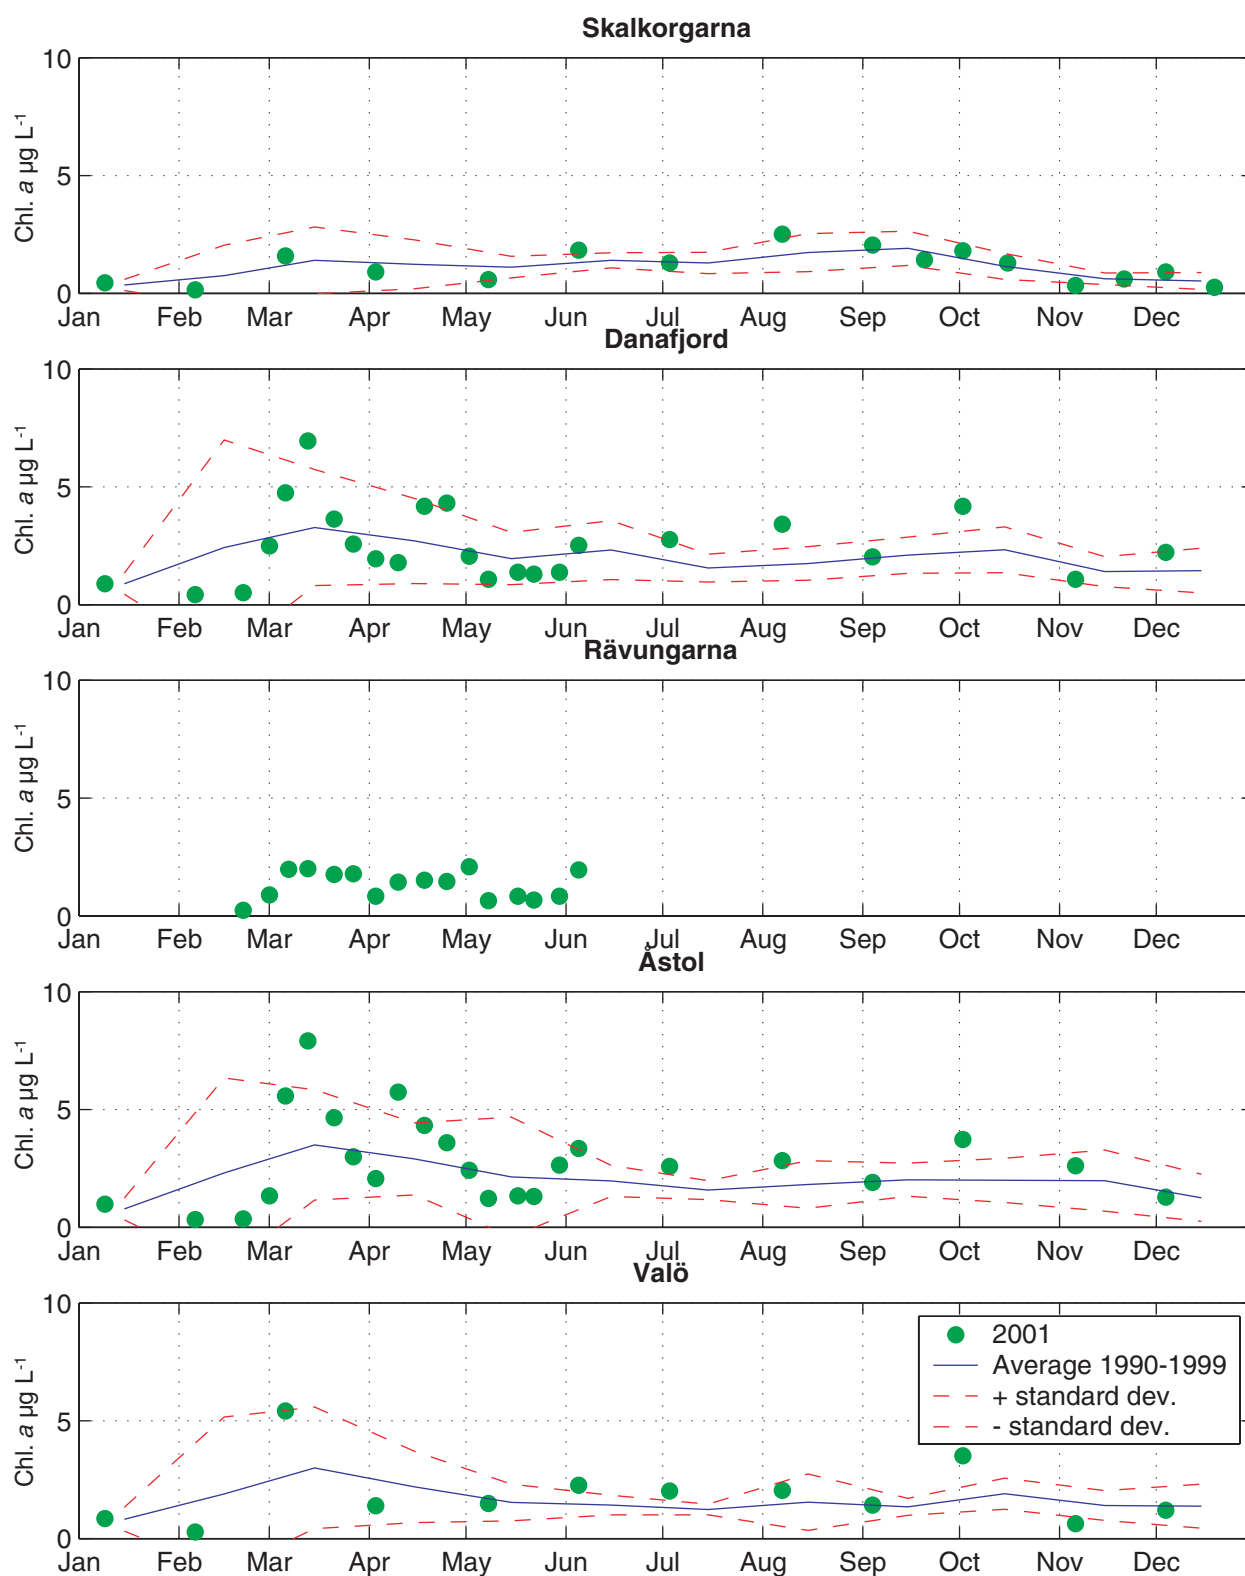 Skalkorgarna
10
5
0
Chl. a µg L-1
Jan Feb Mar Apr May Jun Jul Aug Sep Oct Nov Dec
Danafjord
10
5
0
Chl. a µg L-1
Jan Feb Mar Apr May Jun Jul Aug Sep Oct Nov Dec
Rävungarna
10
5
0
Chl. a µg L-1
Jan Feb Mar Apr May Jun Jul Aug Sep Oct Nov Dec
Åstol
10
5
0
Chl. a µg L-1
Jan Feb Mar Apr May Jun Jul Aug Sep Oct Nov Dec
Valö
10
5
0
Chl. a µg L-1
2001
Average 1990-1999
+ standard dev.
- standard dev.
Jan Feb Mar Apr May Jun Jul Aug Sep Oct Nov Dec